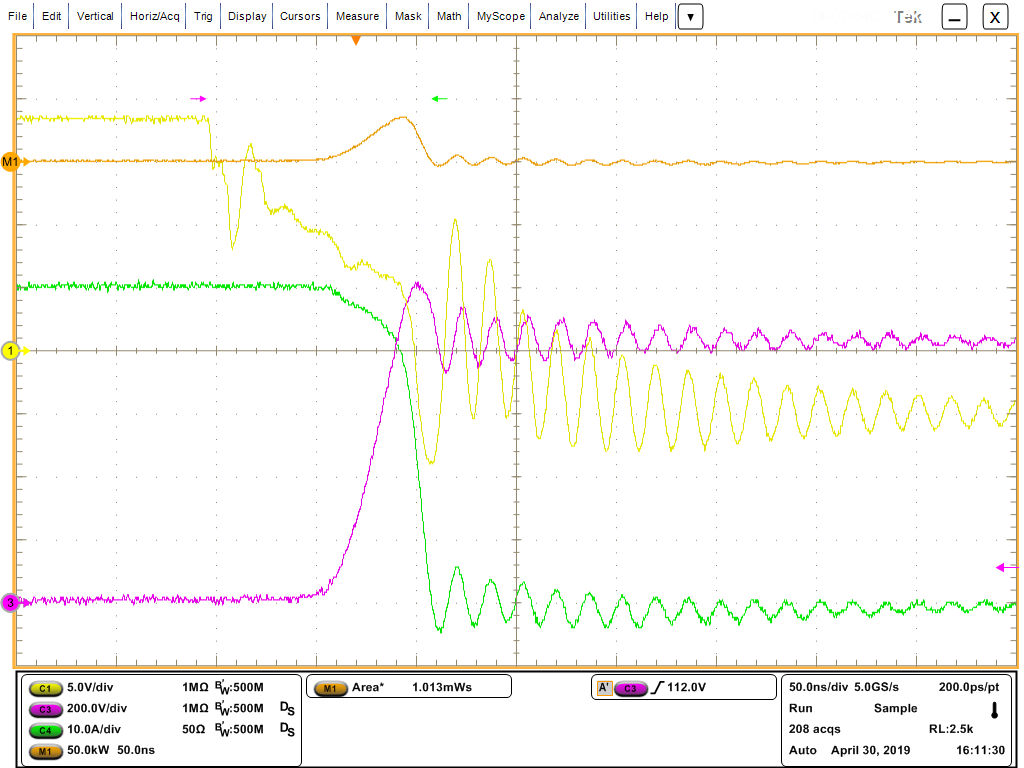 File Edit Vertical Horiz/Acq Trig Display Cursors Measure Mask Math MyScope Analyze Utilities Help ▼ Tek X
M1
1
3
C1 5.0V/div 1MΩ BW:500M
C3 200.0V/div 1MΩ BW:500M DS
C4 10.0A/div 50Ω BW:500M DS
M1 50.0kW 50.0ns
M1 Area* 1.013mWs
A' C3 112.0V
50.0ns/div 5.0GS/s 200.0ps/pt
Run Sample
208 acqs RL:2.5k
Auto April 30, 2019 16:11:30